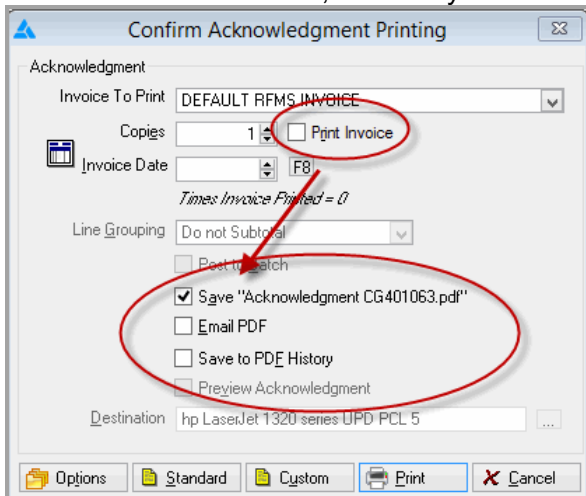 Confirm Acknowledgment Printing
Acknowledgment
Invoice To Print DEFAULT RFMS INVOICE
Copies 1 Print Invoice
Invoice Date F8
Times Invoice Printed = 0
Line Grouping Do not Subtotal
Post to Batch
Save "Acknowledgment CG401063.pdf"
Email PDF
Save to PDF History
Preview Acknowledgment
Destination hp LaserJet 1320 series UPD PCL 5 ...
Options Standard Custom Print Cancel